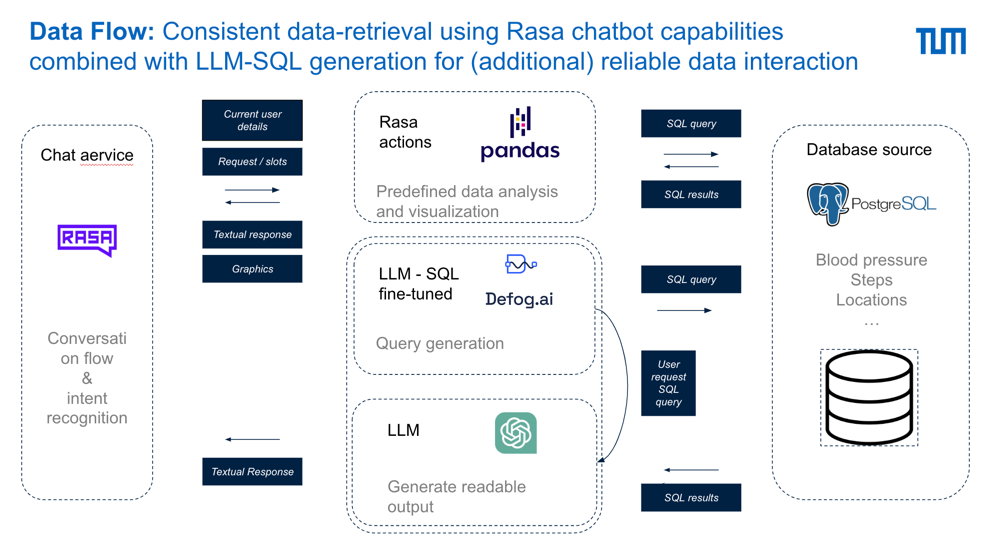 Data Flow: Consistent data-retrieval using Rasa chatbot capabilities
combined with LLM-SQL generation for (additional) reliable data interaction
TUM
Chat aervice
RASA
Conversati
on flow
&
intent
recognition
Current user
details
Request / slots
Textual response
Graphics
Textual Response
Rasa
actions
pandas
Predefined data analysis
and visualization
LLM - SQL
fine-tuned
Defog.ai
Query generation
LLM
Generate readable
output
SQL query
SQL results
SQL query
User
request
SQL
query
SQL results
Database source
PostgreSQL
Blood pressure
Steps
Locations
...